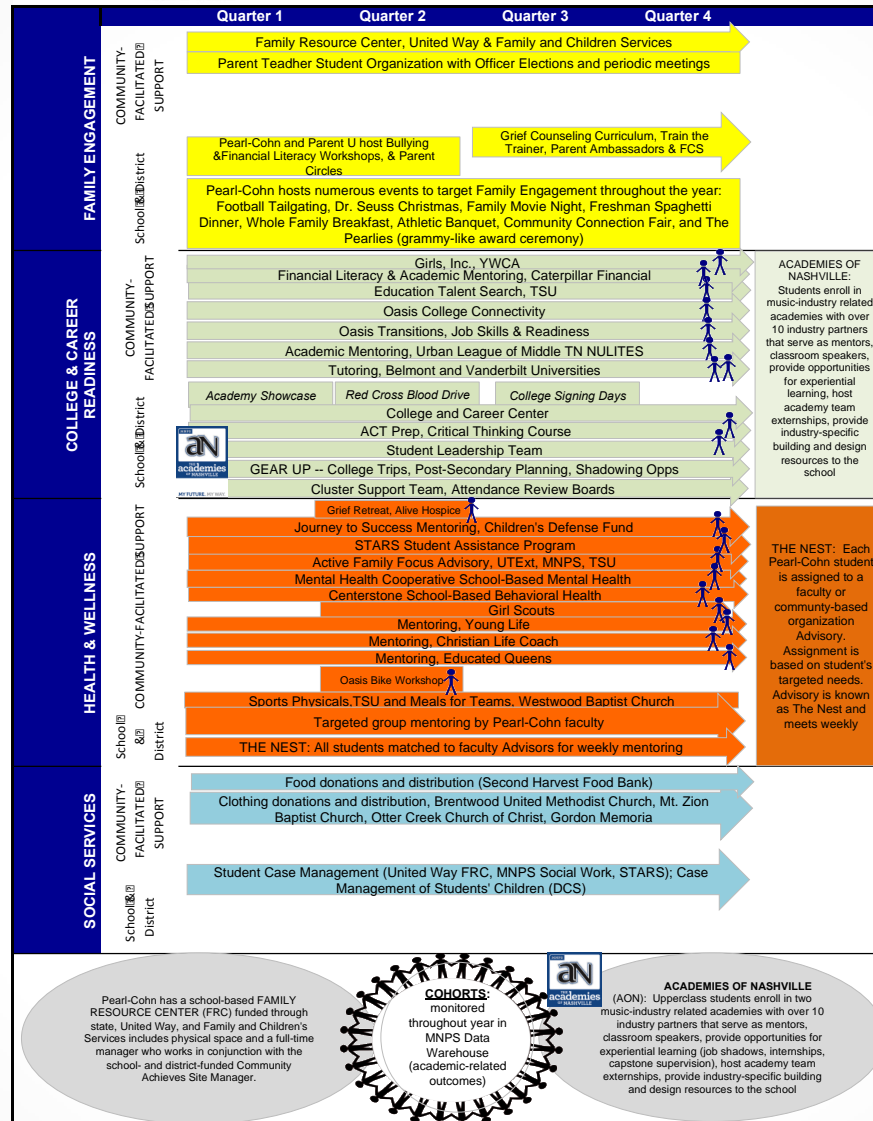 Quarter 1 Quarter 2 Quarter 3 Quarter 4
FAMILY ENGAGEMENT
COMMUNITY-
FACILITATED
SUPPORT
Family Resource Center, United Way & Family and Children Services
Parent Teadher Student Organization with Officer Elections and periodic meetings
School & District
Pearl-Cohn and Parent U host Bullying
&Financial Literacy Workshops, & Parent
Circles
Grief Counseling Curriculum, Train the
Trainer, Parent Ambassadors & FCS
Pearl-Cohn hosts numerous events to target Family Engagement throughout the year:
Football Tailgating, Dr. Seuss Christmas, Family Movie Night, Freshman Spaghetti
Dinner, Whole Family Breakfast, Athletic Banquet, Community Connection Fair, and The
Pearlies (grammy-like award ceremony)
COLLEGE & CAREER
READINESS
COMMUNITY-
FACILITATED SUPPORT
Girls, Inc., YWCA
Financial Literacy & Academic Mentoring, Caterpillar Financial
Education Talent Search, TSU
Oasis College Connectivity
Oasis Transitions, Job Skills & Readiness
Academic Mentoring, Urban League of Middle TN NULITES
Tutoring, Belmont and Vanderbilt Universities
School & District
Academy Showcase
Red Cross Blood Drive
College Signing Days
College and Career Center
ACT Prep, Critical Thinking Course
Student Leadership Team
GEAR UP -- College Trips, Post-Secondary Planning, Shadowing Opps
Cluster Support Team, Attendance Review Boards
aN
THE
academies
OF NASHVILLE
MY FUTURE. MY WAY.
ACADEMIES OF
NASHVILLE:
Students enroll in
music-industry related
academies with over
10 industry partners
that serve as mentors,
classroom speakers,
provide opportunities
for experiential
learning, host
academy team
externships, provide
industry-specific
building and design
resources to the
school
HEALTH & WELLNESS
COMMUNITY-FACILITATED SUPPORT
Grief Retreat, Alive Hospice
Journey to Success Mentoring, Children's Defense Fund
STARS Student Assistance Program
Active Family Focus Advisory, UTExt, MNPS, TSU
Mental Health Cooperative School-Based Mental Health
Centerstone School-Based Behavioral Health
Girl Scouts
Mentoring, Young Life
Mentoring, Christian Life Coach
Mentoring, Educated Queens
Oasis Bike Workshop
Sports Physicals,TSU and Meals for Teams, Westwood Baptist Church
School
&
District
Targeted group mentoring by Pearl-Cohn faculty
THE NEST: All students matched to faculty Advisors for weekly mentoring
THE NEST: Each
Pearl-Cohn student
is assigned to a
faculty or
communty-based
organization
Advisory.
Assignment is
based on student's
targeted needs.
Advisory is known
as The Nest and
meets weekly
SOCIAL SERVICES
COMMUNITY-
FACILITATED
SUPPORT
Food donations and distribution (Second Harvest Food Bank)
Clothing donations and distribution, Brentwood United Methodist Church, Mt. Zion
Baptist Church, Otter Creek Church of Christ, Gordon Memoria
School &
District
Student Case Management (United Way FRC, MNPS Social Work, STARS); Case
Management of Students' Children (DCS)
Pearl-Cohn has a school-based FAMILY
RESOURCE CENTER (FRC) funded through
state, United Way, and Family and Children's
Services includes physical space and a full-time
manager who works in conjunction with the
school- and district-funded Community
Achieves Site Manager.
COHORTS:
monitored
throughout year in
MNPS Data
Warehouse
(academic-related
outcomes)
aN
THE
academies
OF NASHVILLE
ACADEMIES OF NASHVILLE
(AON): Upperclass students enroll in two
music-industry related academies with over 10
industry partners that serve as mentors,
classroom speakers, provide opportunities for
experiential learning (job shadows, internships,
capstone supervision), host academy team
externships, provide industry-specific building
and design resources to the school